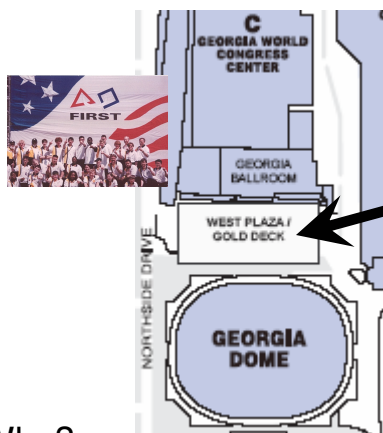 C
GEORGIA WORLD
CONGRESS
CENTER
FIRST
GEORGIA
BALLROOM
WEST PLAZA /
GOLD DECK
NORTHSIDE DRIVE
GEORGIA
DOME